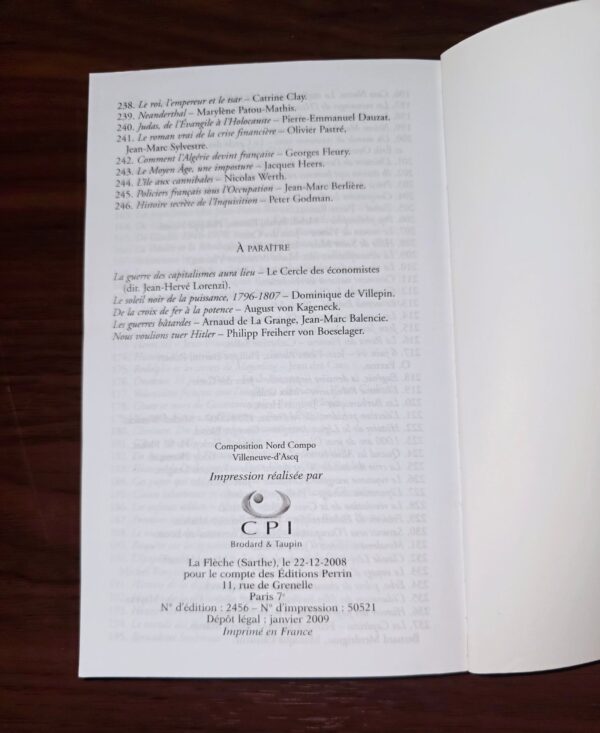 238. Le roi, l'empereur et le tsar – Catrine Clay.
239. Neanderthal – Marylène Patou-Mathis.
240. Judas, de l'Évangile à l'Holocauste – Pierre-Emmanuel Dauzat.
241. Le roman vrai de la crise financière – Olivier Pastré,
Jean-Marc Sylvestre.
242. Comment l'Algérie devint française – Georges Fleury.
243. Le Moyen Age, une imposture – Jacques Heers.
244. L'île aux cannibales – Nicolas Werth.
245. Policiers français sous l'Occupation – Jean-Marc Berlière.
246. Histoire secrète de l'Inquisition – Peter Godman.
À PARAÎTRE
La guerre des capitalismes aura lieu – Le Cercle des économistes
(dir. Jean-Hervé Lorenzi).
Le soleil noir de la puissance, 1796-1807 – Dominique de Villepin.
De la croix de fer à la potence – August von Kageneck.
Les guerres bâtardes – Arnaud de La Grange, Jean-Marc Balencie.
Nous voulions tuer Hitler – Philipp Freiherr von Boeselager.
Composition Nord Compo
Villeneuve-d'Ascq
Impression réalisée par
CPI
Brodard & Taupin
La Flèche (Sarthe), le 22-12-2008
pour le compte des Éditions Perrin
11, rue de Grenelle
Paris 7e
N° d'édition : 2456 – N° d'impression : 50521
Dépôt légal : janvier 2009
Imprimé en France